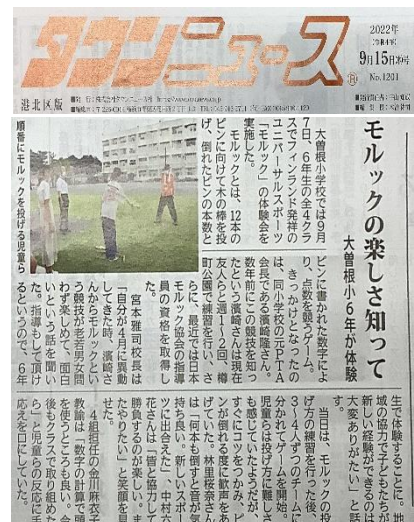 タウンニュース
2022年
9月15日木号
No.1201
港北区版
モルックの楽しさ知って
大曽根小6年が体験
大曽根小学校では9月
7日、6年生の全4クラ
スでフィンランド発祥の
ユニバーサルスポーツ
「モルック」の体験会を
実施した。
モルックとは、12本の
ピンに向けて木の棒を投
げ、倒れたピンの本数と
ピンに書かれた数字によ
り、点数を競うゲーム。
きっかけとなったの
は、同小学校の元PTA
会長である濱崎隆さん。
数年前にこの競技を知っ
たという濱崎さんは現在
友人らと週1~2回、樽
町公園で練習を行い、さ
らに、最近では日本
モルック協会の指導
員の資格を取得し
た。
宮本雅司校長は
「自分が4月に異動
してきた時、濱崎さ
んからモルックとい
う競技が老若男女問
わず楽しめて、面白
いという話を聞い
た。指導もして頂け
るというので、6年
生で体験することに。地
域の協力で子どもたちが
新しい経験ができるのは
大変ありがたい」と話
す。
当日は、モルックの投
げ方の練習を行った後、
3~4人ずつのチームに
分かれてゲームを開始。
児童らは投げ方に難しさ
も感じていたようだが、
すぐにコツをつかみ、ピ
ンが倒れる度に歓声をあ
げていた。
は「何本も倒すと音が気
持ち良い。新しいスポー
ツに出会えた」、中村
花さんは「皆と協力して
勝負するのが楽しい。ま
たやりたい」と笑顔を見
せた。
4組担任の金川麻衣子
教諭は「数字の計算で頭
を使うところも良い。今
後もクラスで取り組めた
ら」と児童らの反応に手
応えを口にしていた。
順番にモルックを投げる児童ら